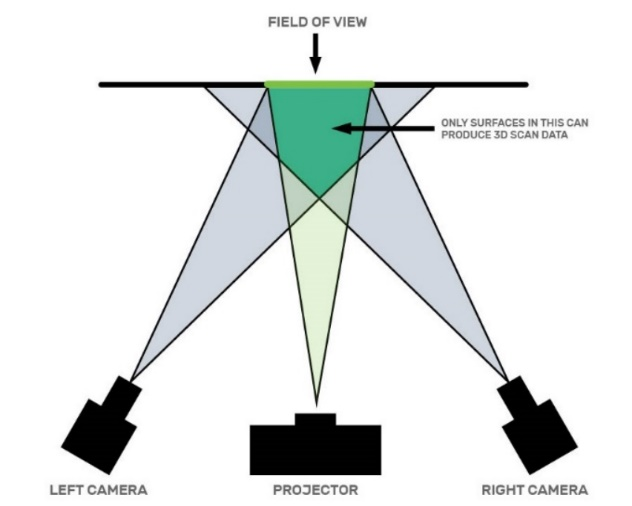 FIELD OF VIEW
ONLY SURFACES IN THIS CAN
PRODUCE 3D SCAN DATA
LEFT CAMERA
PROJECTOR
RIGHT CAMERA